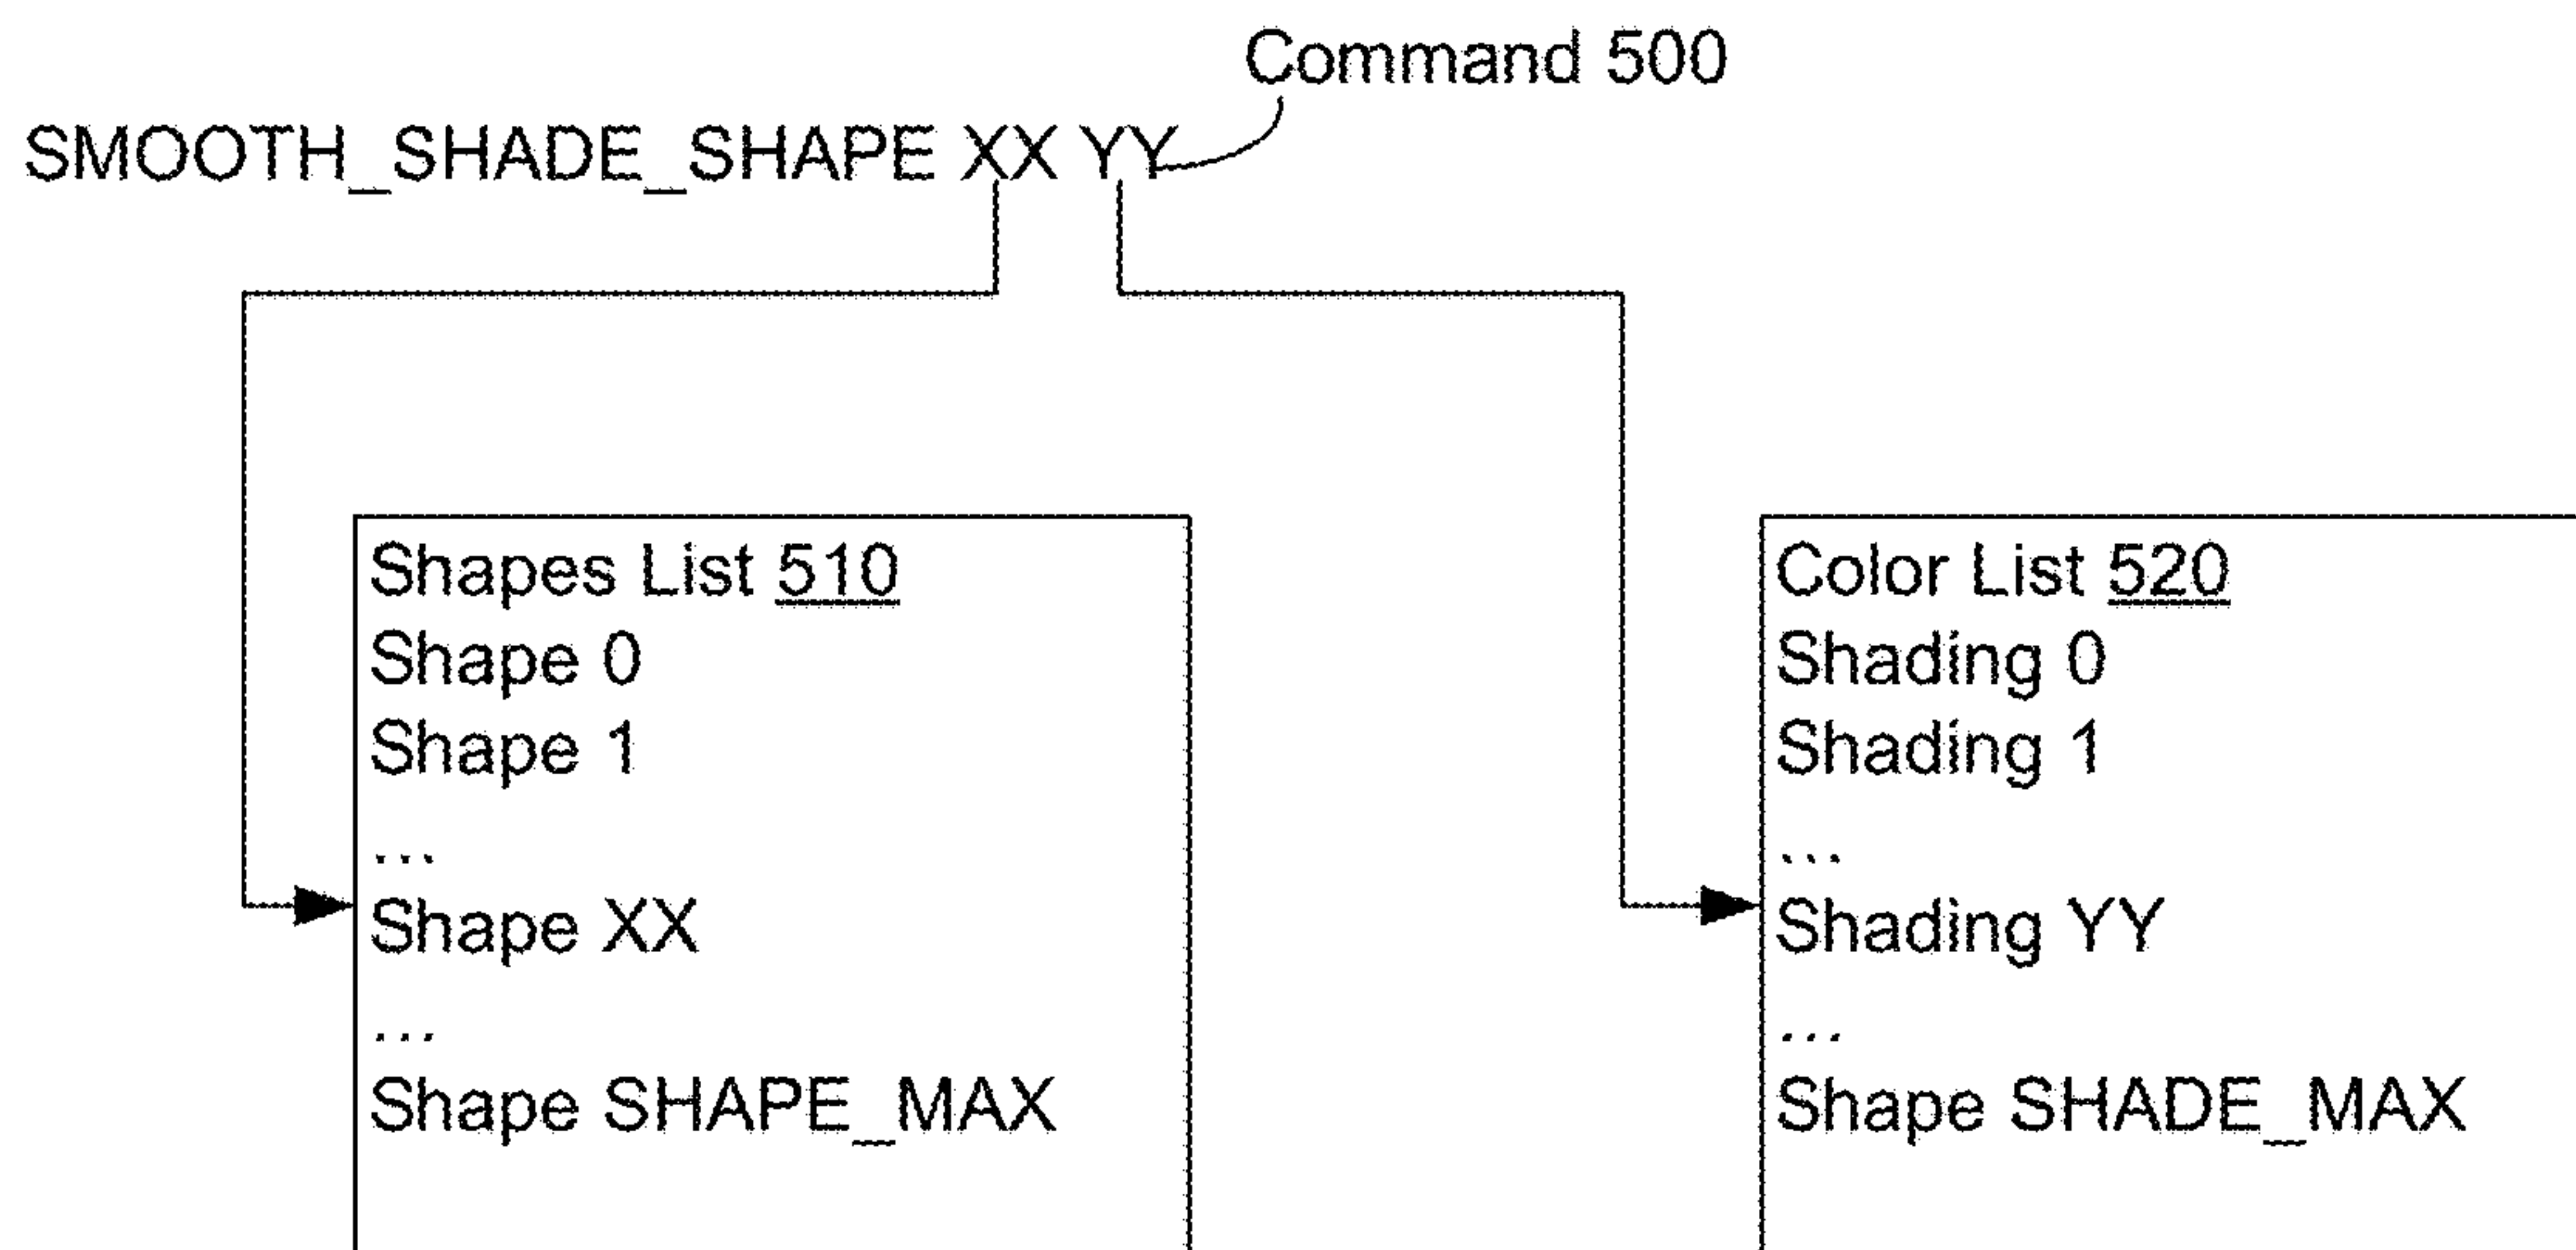 Command 500
SMOOTH_SHADE_SHAPE XX YY
Shapes List 510
Shape 0
Shape 1
...
Shape XX
...
Shape SHAPE_MAX
Color List 520
Shading 0
Shading 1
...
Shading YY
...
Shape SHADE_MAX